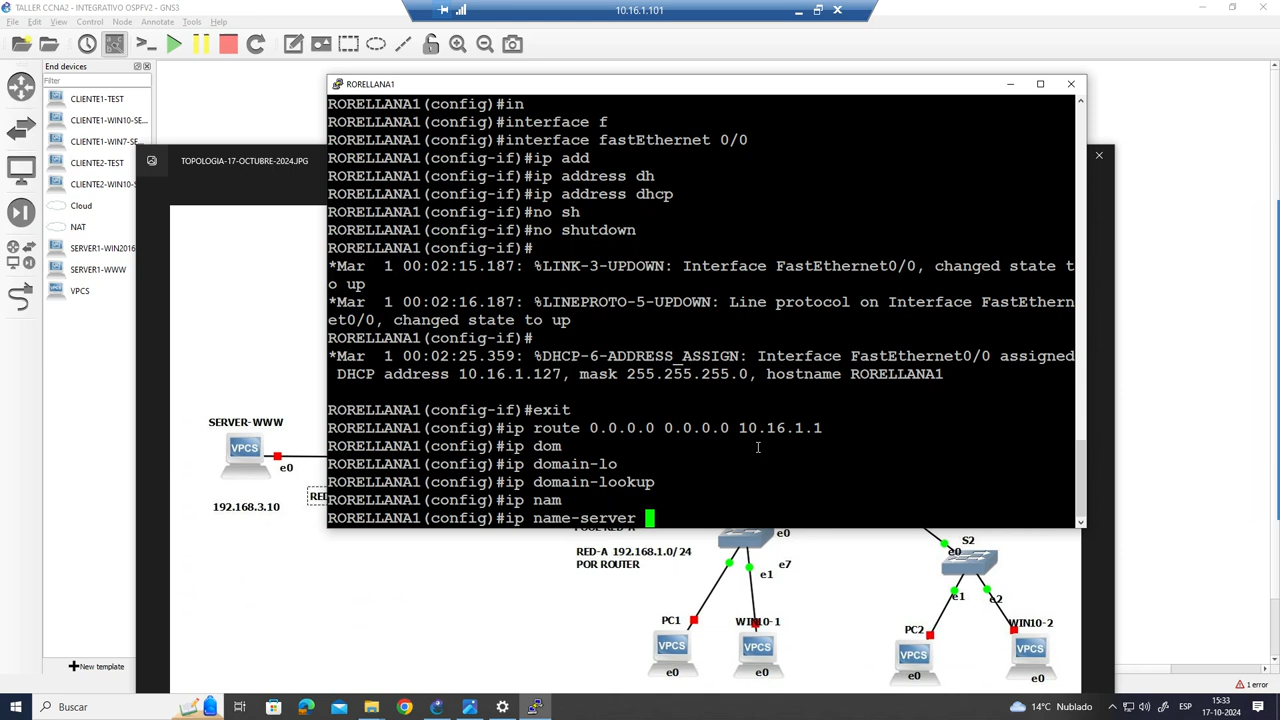 TALLER CCNA2 - INTEGRATIVO OSPFV2 - GNS3
10.16.1.101
File Edit View Control Node Annotate Tools Help
End devices
Filter
CLIENTE1-TEST
CLIENTE1-WIN10-SE...
CLIENTE1-WIN7-SE...
CLIENTE2-TEST
CLIENTE2-WIN10-S
Cloud
NAT
SERVER1-WIN2016
SERVER1-WWW
VPCS
New template
TOPOLOGIA-17-OCTUBRE-2024.JPG
RORELLANA1
RORELLANA1(config)#in
RORELLANA1(config)#interface f
RORELLANA1(config)#interface fastEthernet 0/0
RORELLANA1(config-if)#ip add
RORELLANA1(config-if)#ip address dh
RORELLANA1(config-if)#ip address dhcp
RORELLANA1(config-if)#no sh
RORELLANA1(config-if)#no shutdown
RORELLANA1(config-if)#
*Mar  1 00:02:15.187: %LINK-3-UPDOWN: Interface FastEthernet0/0, changed state t
o up
*Mar  1 00:02:16.187: %LINEPROTO-5-UPDOWN: Line protocol on Interface FastEthern
et0/0, changed state to up
RORELLANA1(config-if)#
*Mar  1 00:02:25.359: %DHCP-6-ADDRESS_ASSIGN: Interface FastEthernet0/0 assigned
 DHCP address 10.16.1.127, mask 255.255.255.0, hostname RORELLANA1
RORELLANA1(config-if)#exit
RORELLANA1(config)#ip route 0.0.0.0 0.0.0.0 10.16.1.1
RORELLANA1(config)#ip dom
RORELLANA1(config)#ip domain-lo
RORELLANA1(config)#ip domain-lookup
RORELLANA1(config)#ip nam
RORELLANA1(config)#ip name-server
SERVER-WWW
VPCS
e0
192.168.3.10
RED
e0
RED-A 192.168.1.0/24
POR ROUTER
e7
e1
PC1
WIN10-1
VPCS
VPCS
e0
e0
S2
e0
e1
e2
PC2
WIN10-2
VPCS
VPCS
e0
e0
1 error
Buscar
14°C Nublado
15:33
17-10-2024